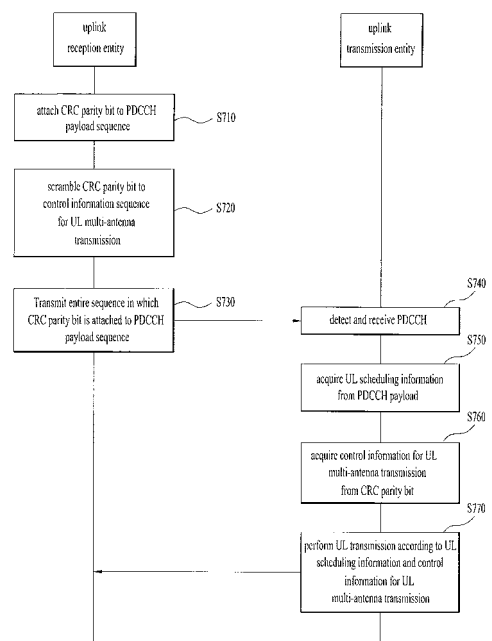 uplink
reception entity
uplink
transmission entity
attach CRC parity bit to PDCCH
payload sequence
S710
scramble CRC parity bit to
control information sequence
for UL multi-antenna
transmission
S720
Transmit entire sequence in which
CRC parity bit is attached to PDCCH
payload sequence
S730
S740
detect and receive PDCCH
S750
acquire UL scheduling information
from PDCCH payload
S760
acquire control information for UL
multi-antenna transmission
from CRC parity bit
S770
perform UL transmission according to UL
scheduling information and control
information for UL
multi-antenna transmission